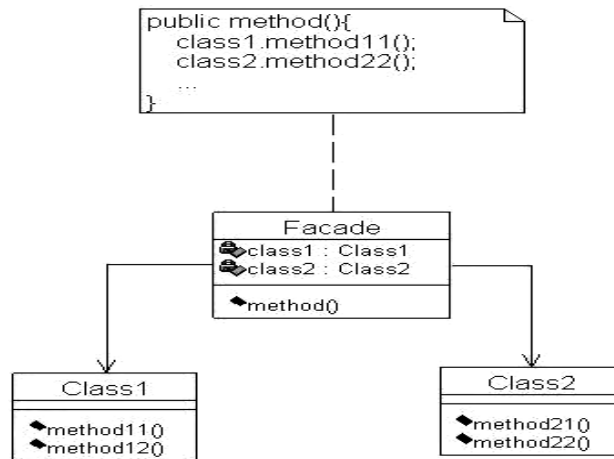 public method(){
class1.method11();
class2.method22();
...
}
Facade
class1 : Class1
class2 : Class2
method()
Class1
method11()
method12()
Class2
method21()
method22()